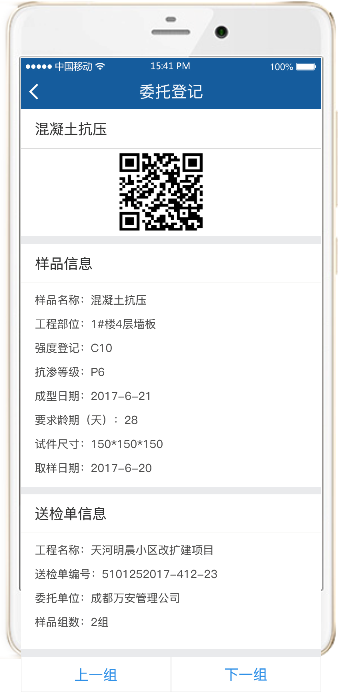 中国移动 15:41 PM 100%
委托登记
混凝土抗压
样品信息
样品名称：混凝土抗压
工程部位：1#楼4层墙板
强度登记：C10
抗渗等级：P6
成型日期：2017-6-21
要求龄期（天）：28
试件尺寸：150*150*150
取样日期：2017-6-20
送检单信息
工程名称：天河明晨小区改扩建项目
送检单编号：5101252017-412-23
委托单位：成都万安管理公司
样品组数：2组
上一组 下一组